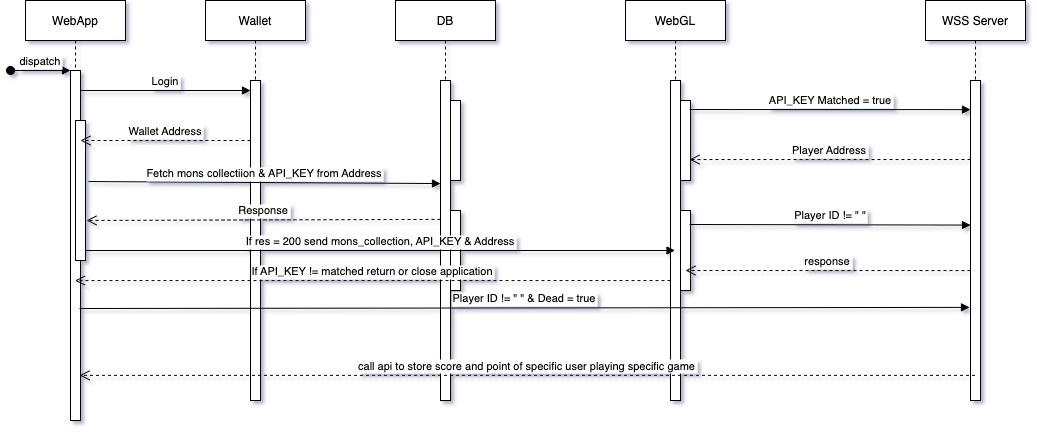 WebApp
Wallet
DB
WebGL
WSS Server
dispatch
Login
API_KEY Matched = true
Wallet Address
Player Address
Fetch mons collectiion & API_KEY from Address
Response
Player ID != " "
If res = 200 send mons_collection, API_KEY & Address
response
If API_KEY != matched return or close application
Player ID != " " & Dead = true
call api to store score and point of specific user playing specific game